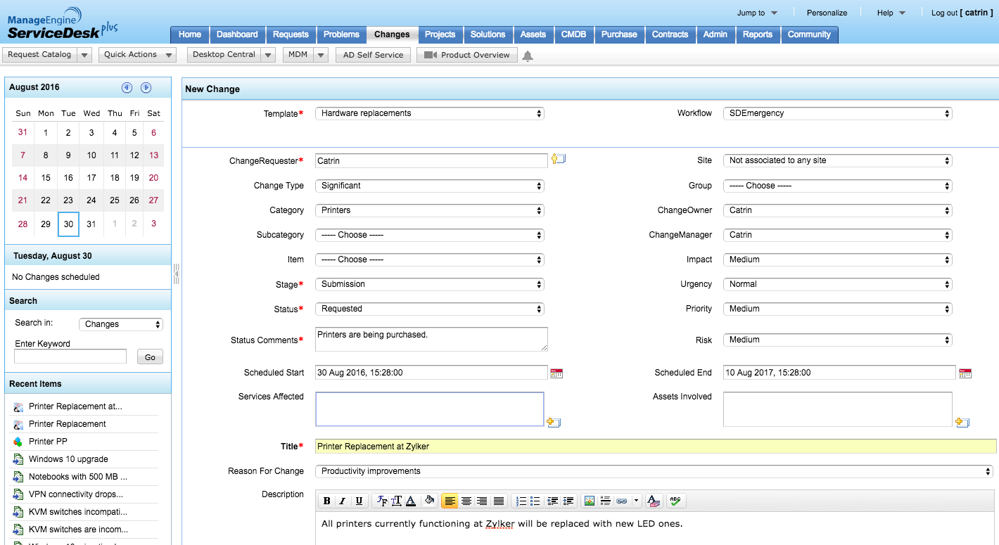 Jump to Personalize Help Log out [ catrin ]
ManageEngine
ServiceDesk plus
Home Dashboard Requests Problems Changes Projects Solutions Assets CMDB Purchase Contracts Admin Reports Community
Request Catalog Quick Actions Desktop Central MDM AD Self Service Product Overview
August 2016
Sun Mon Tue Wed Thu Fri Sat
31 1 2 3 4 5 6
7 8 9 10 11 12 13
14 15 16 17 18 19 20
21 22 23 24 25 26 27
28 29 30 31 1 2 3
Tuesday, August 30
No Changes scheduled
Search
Search in: Changes
Enter Keyword
Go
Recent Items
Printer Replacement at...
Printer Replacement
Printer PP
Windows 10 upgrade
Notebooks with 500 MB ...
VPN connectivity drops...
KVM switches incompati...
KVM switches are incom...
New Change
Template* Hardware replacements Workflow SDEmergency
ChangeRequester* Catrin Site Not associated to any site
Change Type Significant Group ----- Choose -----
Category Printers ChangeOwner Catrin
Subcategory ----- Choose ----- ChangeManager Catrin
Item ----- Choose ----- Impact Medium
Stage* Submission Urgency Normal
Status* Requested Priority Medium
Status Comments* Printers are being purchased. Risk Medium
Scheduled Start 30 Aug 2016, 15:28:00 Scheduled End 10 Aug 2017, 15:28:00
Services Affected Assets Involved
Title* Printer Replacement at Zylker
Reason For Change Productivity improvements
Description
B I U ABC
All printers currently functioning at Zylker will be replaced with new LED ones.